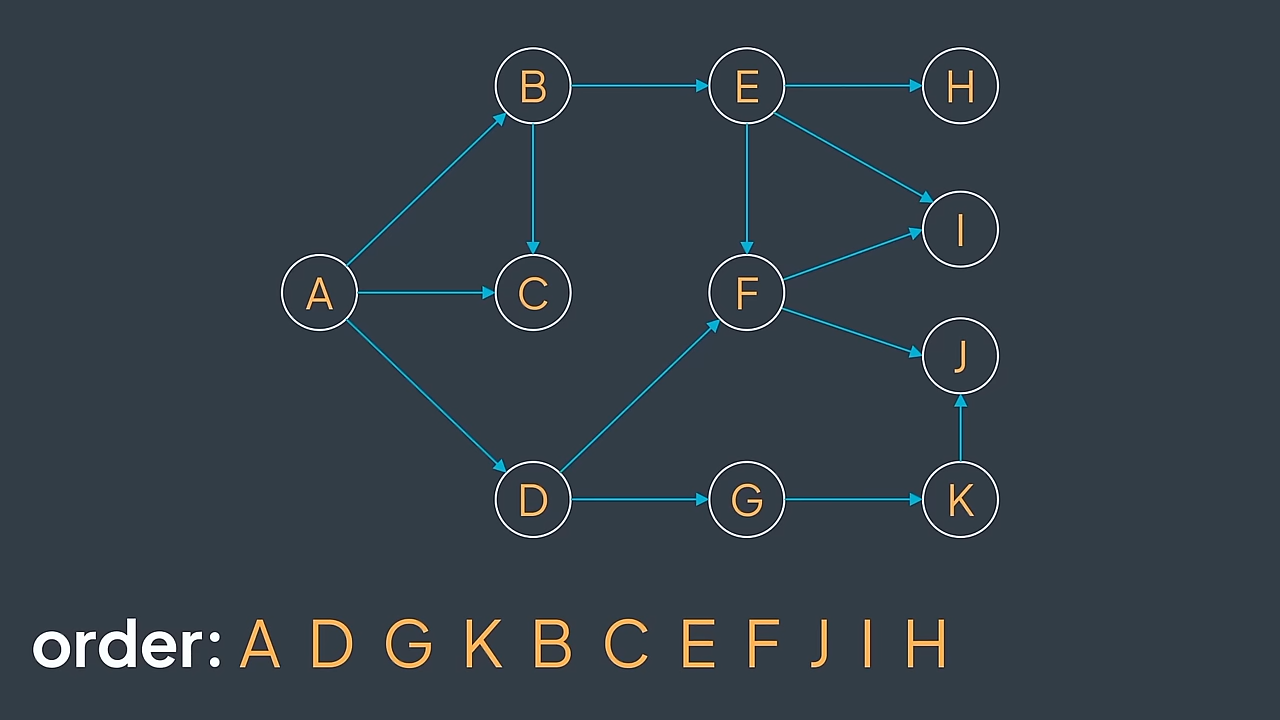 B E H
I
A C F
J
D G K
order: A D G K B C E F J I H